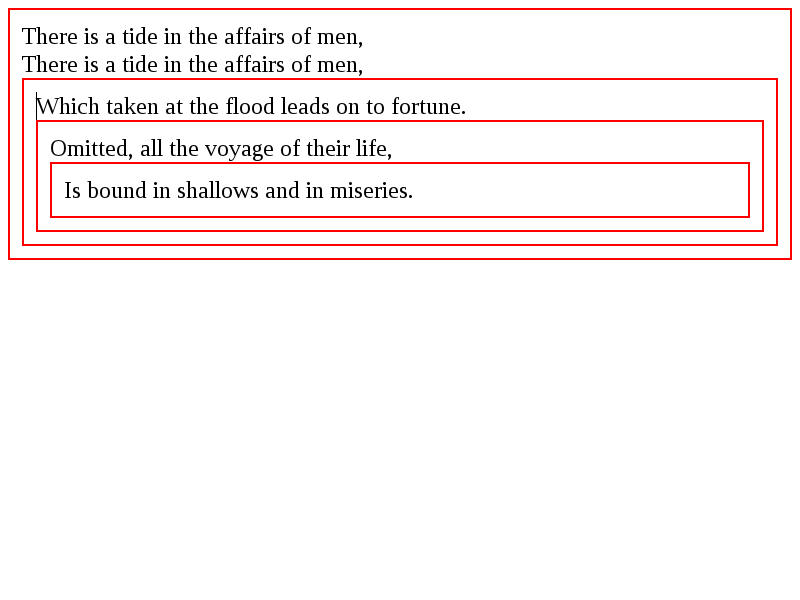 There is a tide in the affairs of men,
There is a tide in the affairs of men,
Which taken at the flood leads on to fortune.
Omitted, all the voyage of their life,
Is bound in shallows and in miseries.